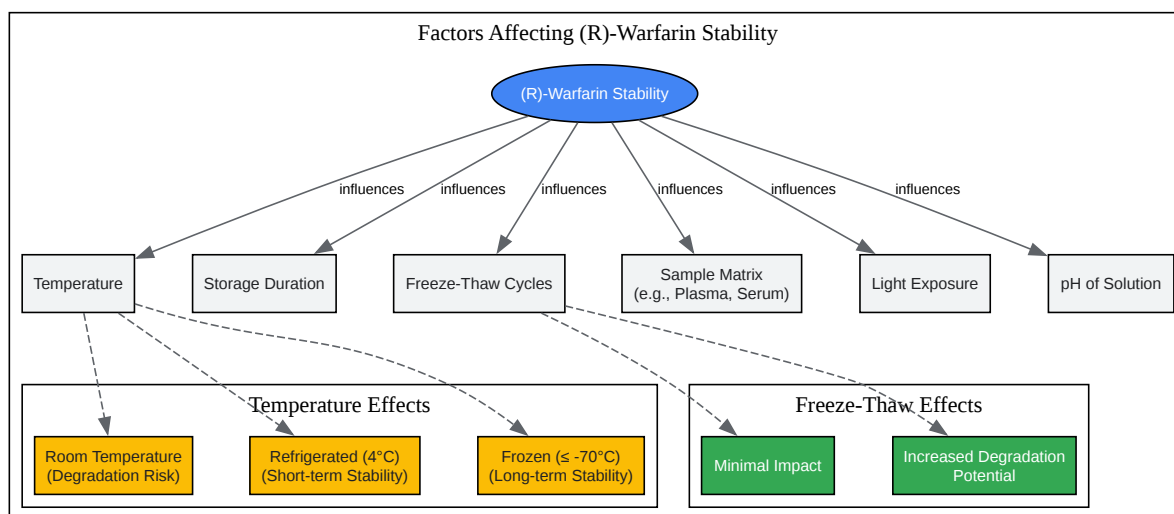 Factors Affecting (R)-Warfarin Stability
(R)-Warfarin Stability
influences
influences
influences
influences
influences
influences
Temperature
Storage Duration
Freeze-Thaw Cycles
Sample Matrix
(e.g., Plasma, Serum)
Light Exposure
pH of Solution
Temperature Effects
Freeze-Thaw Effects
Room Temperature
(Degradation Risk)
Refrigerated (4°C)
(Short-term Stability)
Frozen (≤ -70°C)
(Long-term Stability)
Minimal Impact
Increased Degradation
Potential